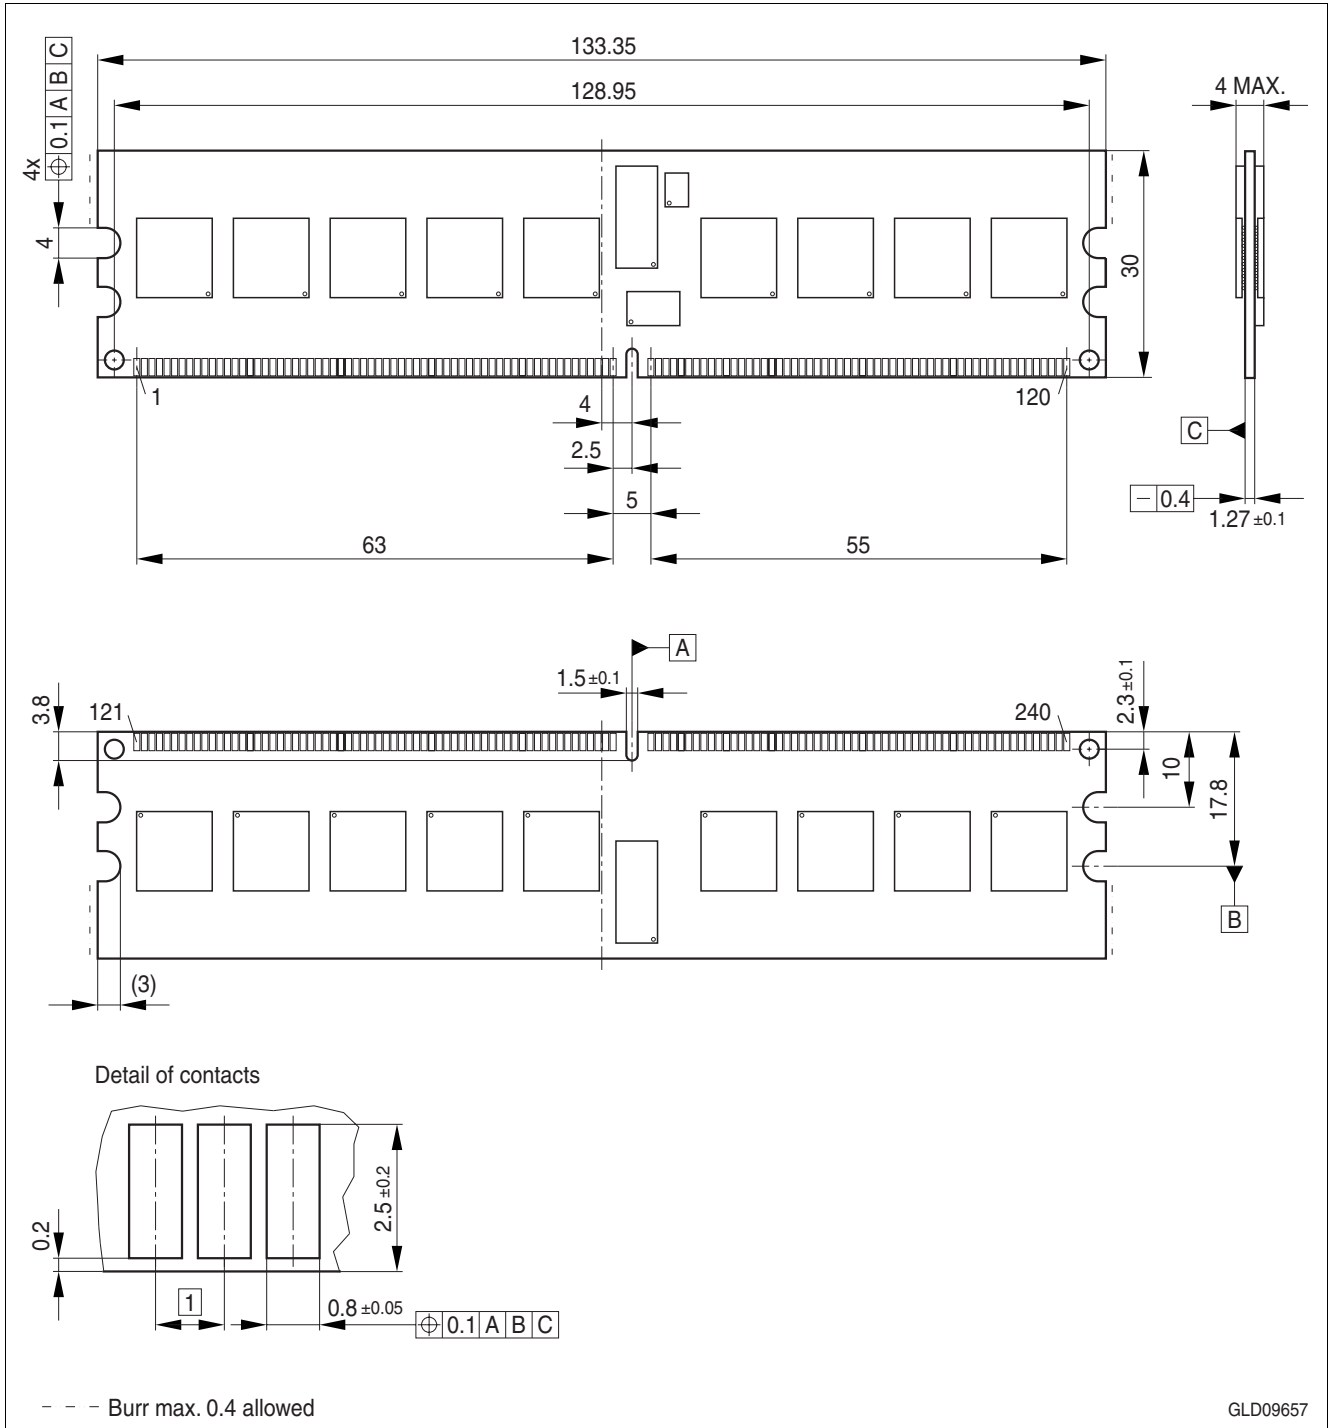 133.35
128.95
4x
⌖ 0.1 A B C
4
4 MAX.
30
1
120
4
2.5
5
63
55
C
⏤ 0.4
1.27 ±0.1
A
1.5 ±0.1
3.8
121
240
2.3 ±0.1
10
17.8
B
(3)
Detail of contacts
0.2
2.5 ±0.2
1
0.8 ±0.05
⌖ 0.1 A B C
- - - Burr max. 0.4 allowed
GLD09657